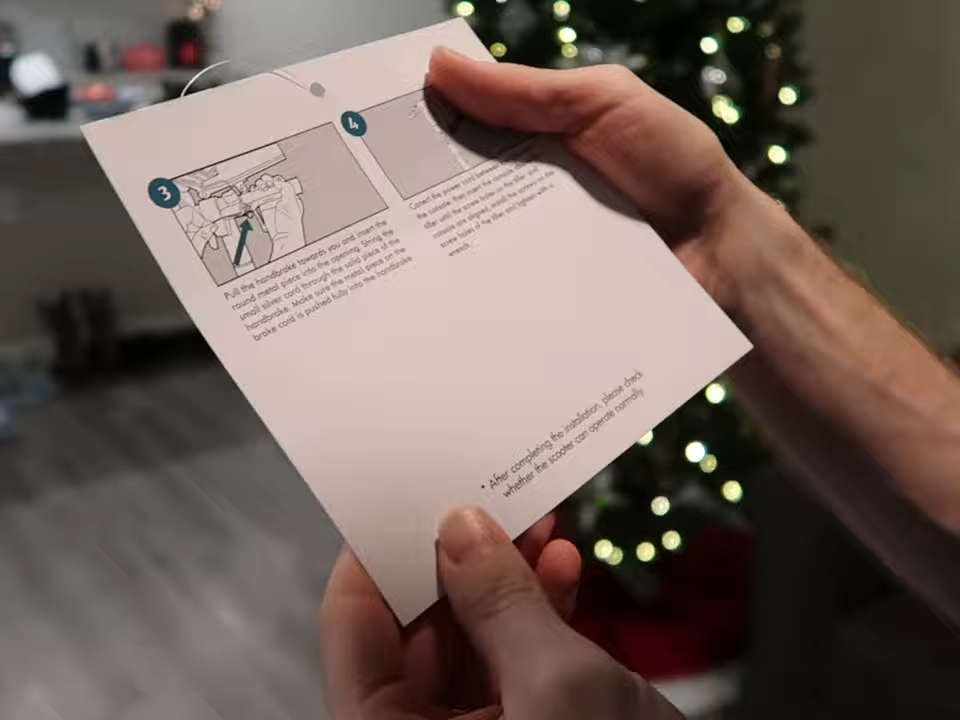 3
Pull the handbrake towards you and insert the
round metal piece into the opening. String the
small silver cord through the solid piece of the
handbrake. Make sure the metal piece on the
brake cord is pushed fully into the handbrake
4
the power cord between
the console, then insert the console
tiller until the screw holes on the tiller and
console are aligned, install the screws on the
screw holes of the tiller and tighten with a
wrench.
• After completing the installation, please check
whether the scooter can operate normally